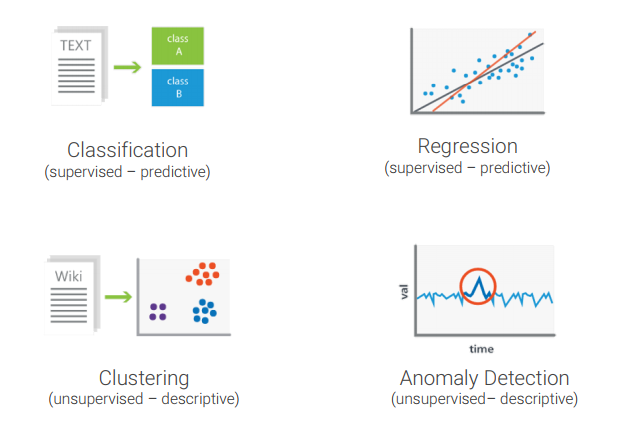 TEXT
class
A
class
B
Classification
(supervised – predictive)
Regression
(supervised – predictive)
Wiki
Clustering
(unsupervised – descriptive)
val
time
Anomaly Detection
(unsupervised– descriptive)